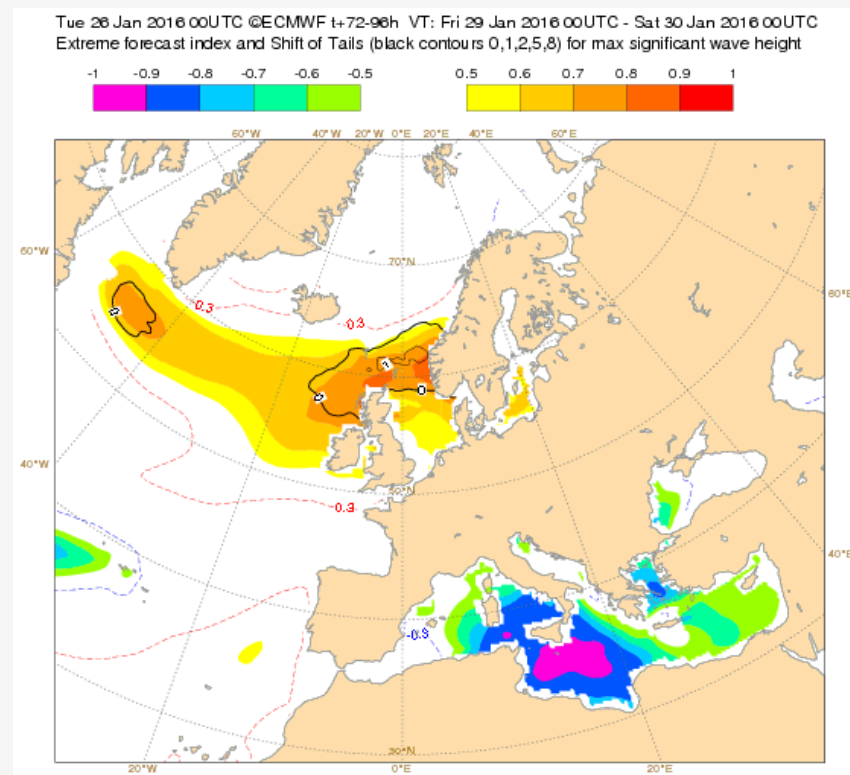 Tue 26 Jan 2016 00UTC ©ECMWF t+72-96h VT: Fri 29 Jan 2016 00UTC - Sat 30 Jan 2016 00UTC
Extreme forecast index and Shift of Tails (black contours 0,1,2,5,8) for max significant wave height
-1 -0.9 -0.8 -0.7 -0.6 -0.5 0.5 0.6 0.7 0.8 0.9 1
60°W 40°W 20°W 0°E 20°E 40°E 60°E
60°W
70°N
60°E
0.3
0
-0.3
1
0
0
40°W
50°N
-0.3
40°E
-0.3
30°N
20°W 0°E 20°E